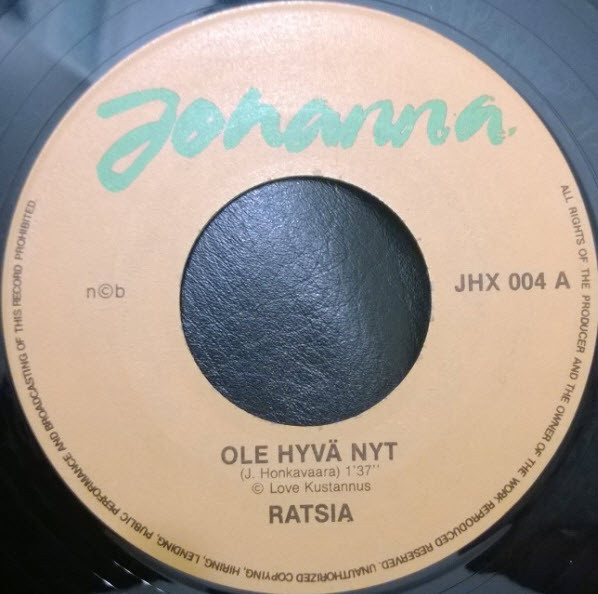 Johanna.
n©b
JHX 004 A
OLE HYVÄ NYT
(J. Honkavaara) 1'37"
© Love Kustannus
RATSIA
ALL RIGHTS OF THE PRODUCER AND THE OWNER OF THE WORK REPRODUCED RESERVED. UNAUTHORIZED COPYING, HIRING, LENDING, PUBLIC PERFORMANCE AND BROADCASTING OF THIS RECORD PROHIBITED.